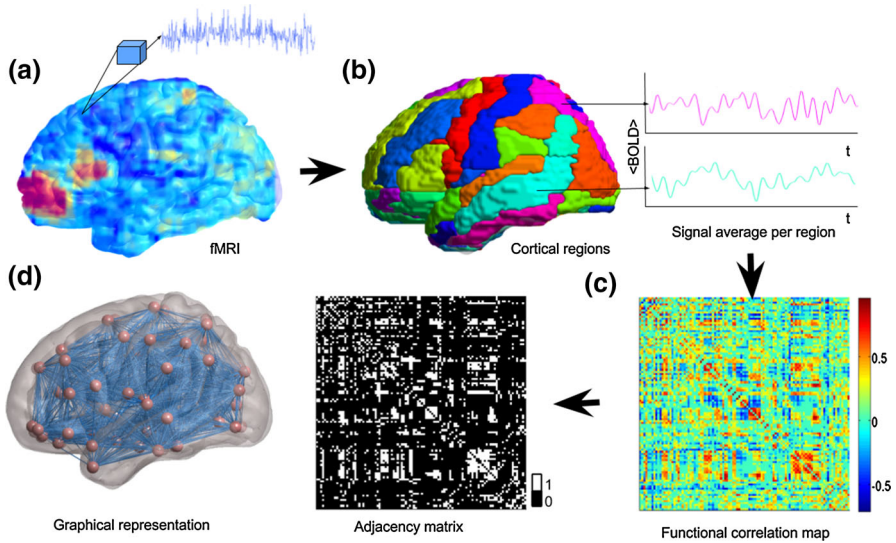 (a)
fMRI
(b)
Cortical regions
<BOLD>
t
t
Signal average per region
(c)
0.5
0
-0.5
Functional correlation map
1
0
Adjacency matrix
(d)
Graphical representation